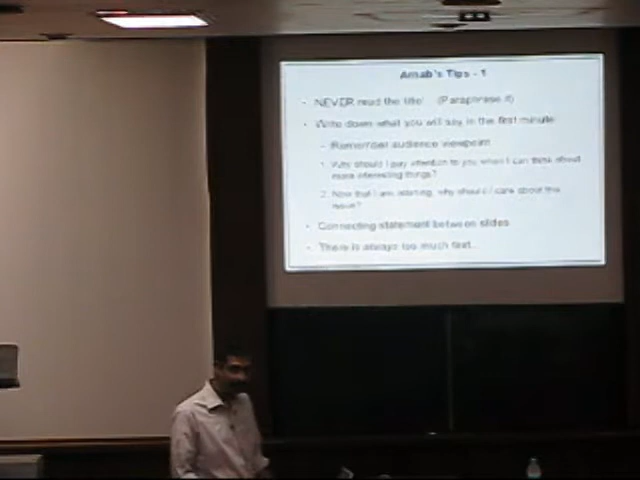 Arnab's Tips - 1
• NEVER read the title! (Paraphrase it)
• Write down what you will say in the first minute
– Remember audience viewpoint
1. Why should I pay attention to you when I can think about
more interesting things?
2. Now that I am listening, why should I care about this
issue?
• Connecting statement between slides
• There is always too much text..